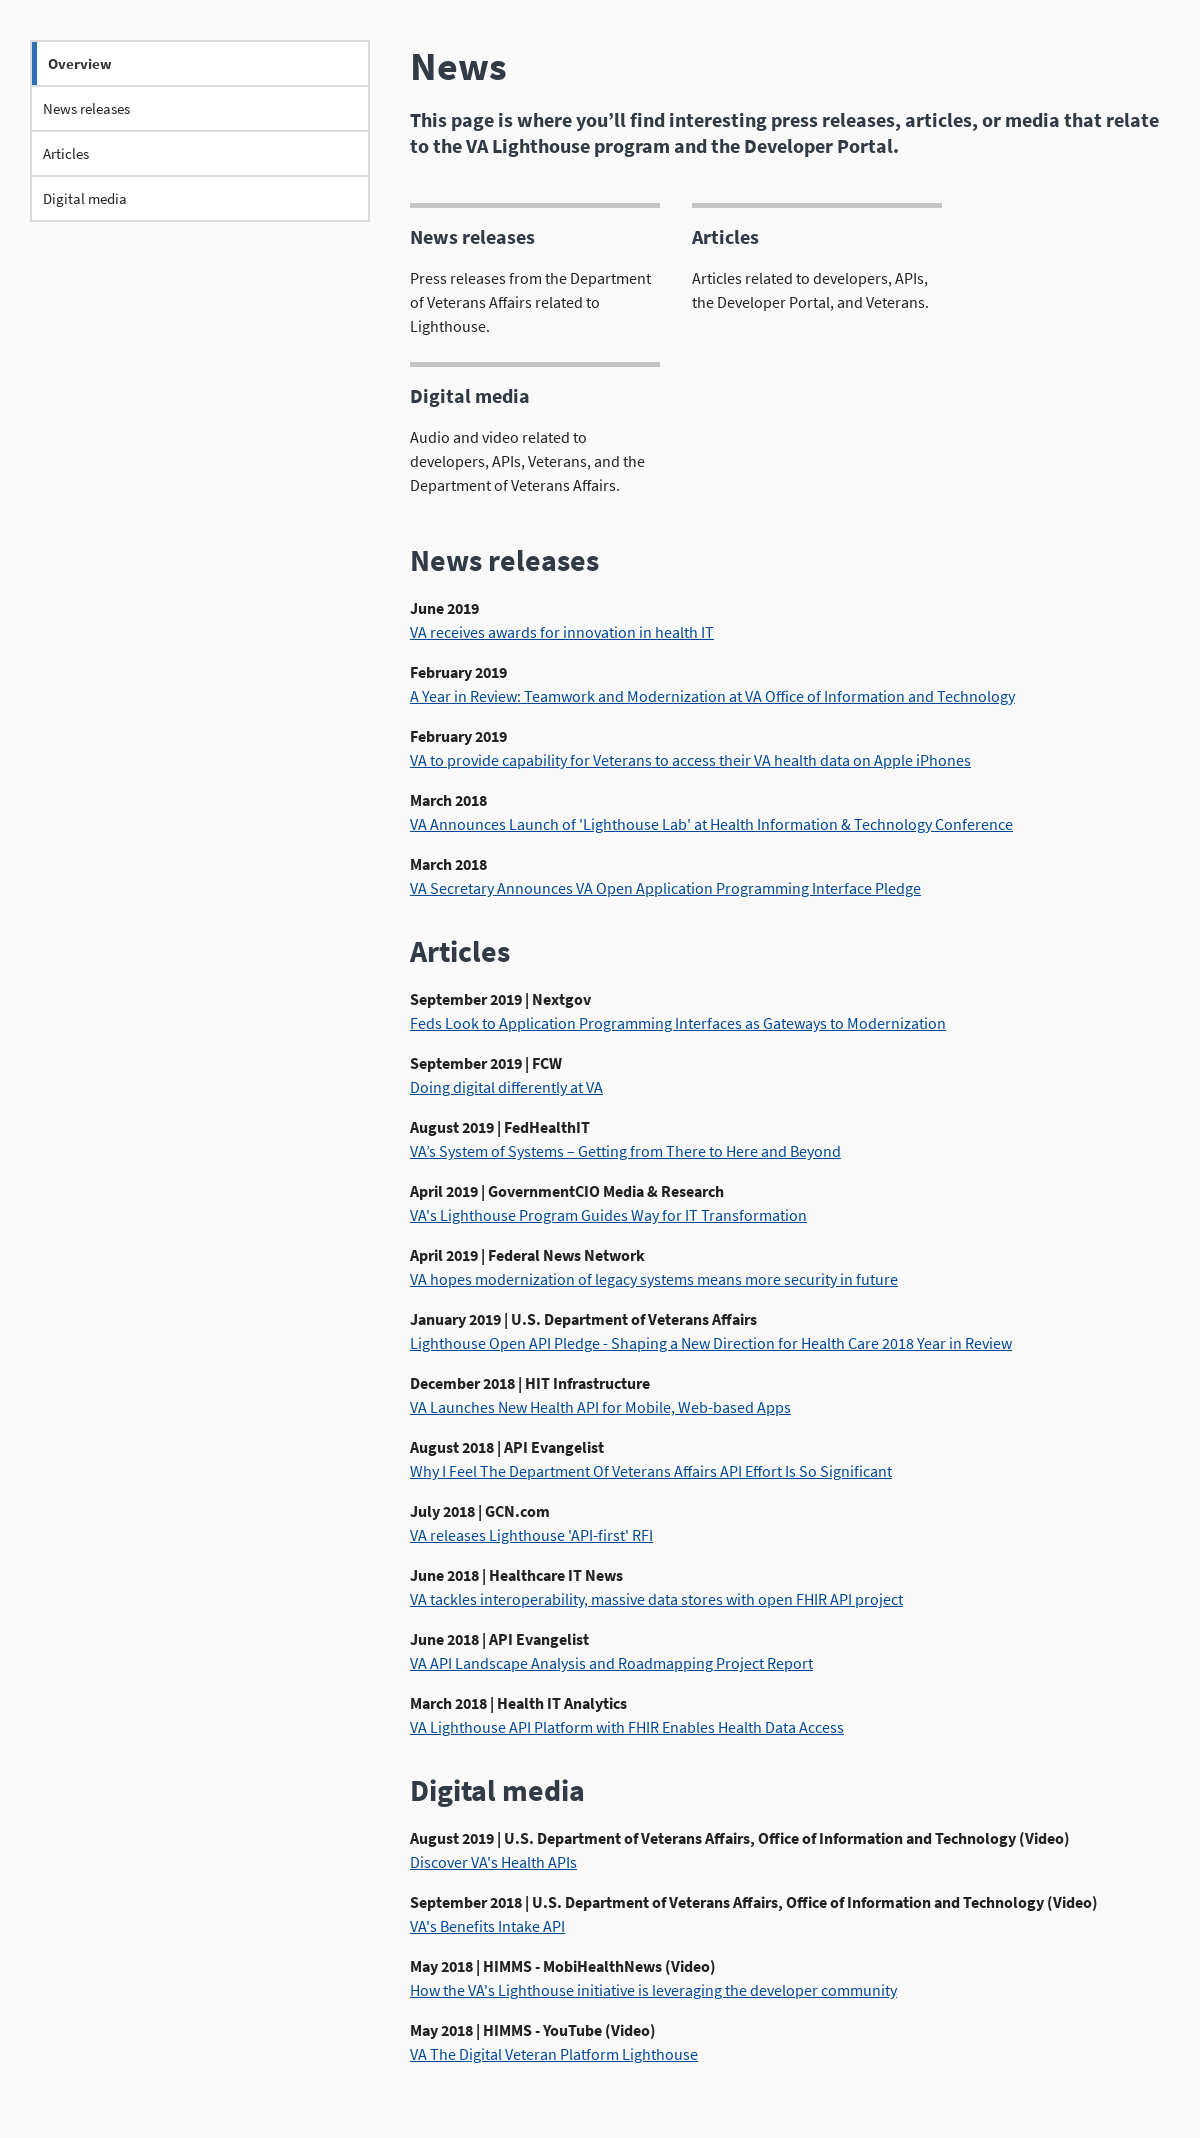 Overview
News releases
Articles
Digital media
News
This page is where you’ll find interesting press releases, articles, or media that relate
to the VA Lighthouse program and the Developer Portal.
News releases
Press releases from the Department
of Veterans Affairs related to
Lighthouse.
Articles
Articles related to developers, APIs,
the Developer Portal, and Veterans.
Digital media
Audio and video related to
developers, APIs, Veterans, and the
Department of Veterans Affairs.
News releases
June 2019
VA receives awards for innovation in health IT
February 2019
A Year in Review: Teamwork and Modernization at VA Office of Information and Technology
February 2019
VA to provide capability for Veterans to access their VA health data on Apple iPhones
March 2018
VA Announces Launch of 'Lighthouse Lab' at Health Information & Technology Conference
March 2018
VA Secretary Announces VA Open Application Programming Interface Pledge
Articles
September 2019 | Nextgov
Feds Look to Application Programming Interfaces as Gateways to Modernization
September 2019 | FCW
Doing digital differently at VA
August 2019 | FedHealthIT
VA’s System of Systems – Getting from There to Here and Beyond
April 2019 | GovernmentCIO Media & Research
VA's Lighthouse Program Guides Way for IT Transformation
April 2019 | Federal News Network
VA hopes modernization of legacy systems means more security in future
January 2019 | U.S. Department of Veterans Affairs
Lighthouse Open API Pledge - Shaping a New Direction for Health Care 2018 Year in Review
December 2018 | HIT Infrastructure
VA Launches New Health API for Mobile, Web-based Apps
August 2018 | API Evangelist
Why I Feel The Department Of Veterans Affairs API Effort Is So Significant
July 2018 | GCN.com
VA releases Lighthouse 'API-first' RFI
June 2018 | Healthcare IT News
VA tackles interoperability, massive data stores with open FHIR API project
June 2018 | API Evangelist
VA API Landscape Analysis and Roadmapping Project Report
March 2018 | Health IT Analytics
VA Lighthouse API Platform with FHIR Enables Health Data Access
Digital media
August 2019 | U.S. Department of Veterans Affairs, Office of Information and Technology (Video)
Discover VA's Health APIs
September 2018 | U.S. Department of Veterans Affairs, Office of Information and Technology (Video)
VA's Benefits Intake API
May 2018 | HIMMS - MobiHealthNews (Video)
How the VA's Lighthouse initiative is leveraging the developer community
May 2018 | HIMMS - YouTube (Video)
VA The Digital Veteran Platform Lighthouse